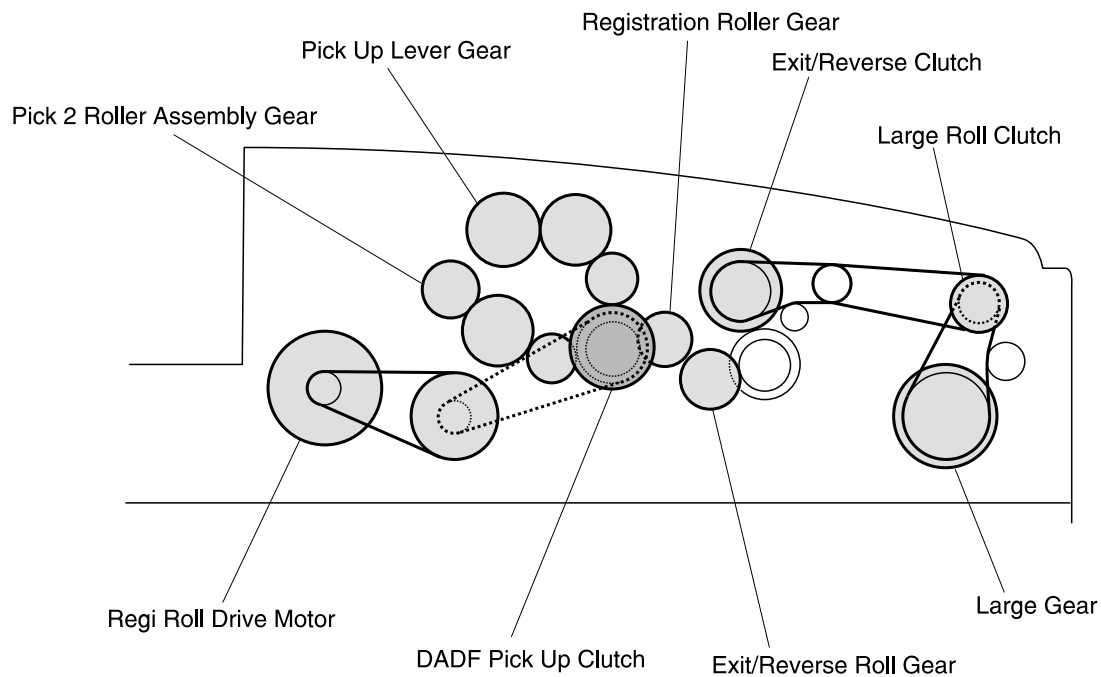 Registration Roller Gear
Pick Up Lever Gear
Exit/Reverse Clutch
Pick 2 Roller Assembly Gear
Large Roll Clutch
Regi Roll Drive Motor
Large Gear
DADF Pick Up Clutch
Exit/Reverse Roll Gear